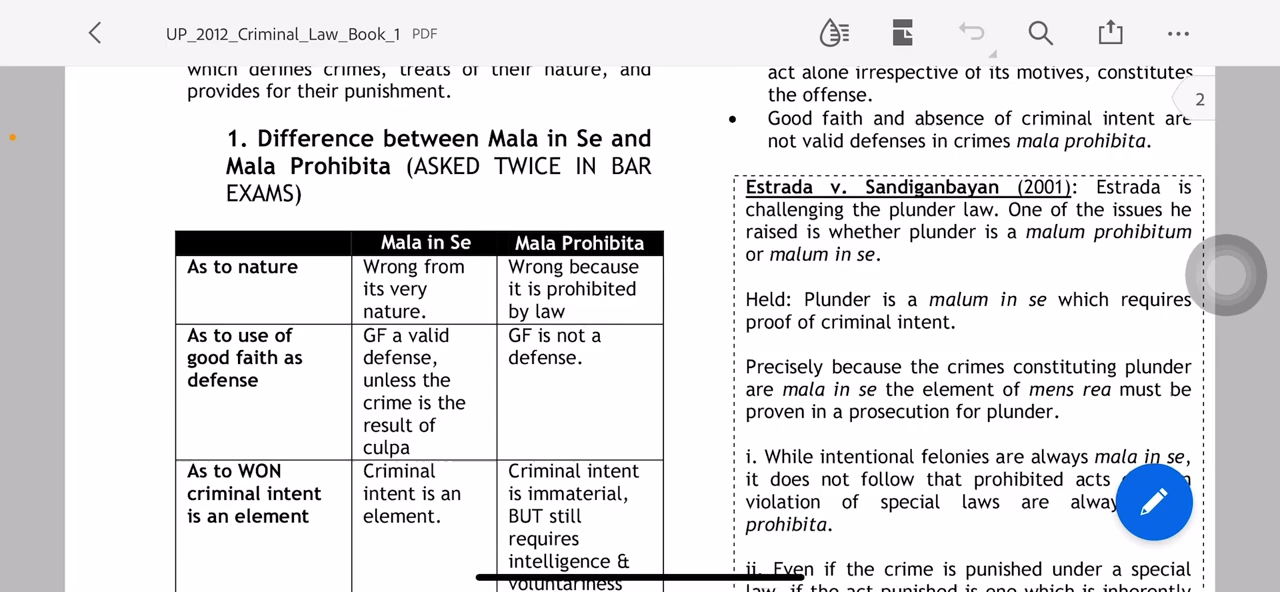 UP_2012_Criminal_Law_Book_1 PDF
which defines crimes, treats of their nature, and
provides for their punishment.
1. Difference between Mala in Se and
Mala Prohibita (ASKED TWICE IN BAR
EXAMS)
Mala in Se Mala Prohibita
As to nature
Wrong from
its very
nature.
Wrong because
it is prohibited
by law
As to use of
good faith as
defense
GF a valid
defense,
unless the
crime is the
result of
culpa
GF is not a
defense.
As to WON
criminal intent
is an element
Criminal
intent is an
element.
Criminal intent
is immaterial,
BUT still
requires
intelligence &
voluntariness
act alone irrespective of its motives, constitutes
the offense.
2
• Good faith and absence of criminal intent are
not valid defenses in crimes mala prohibita.
Estrada v. Sandiganbayan (2001): Estrada is
challenging the plunder law. One of the issues he
raised is whether plunder is a malum prohibitum
or malum in se.
Held: Plunder is a malum in se which requires
proof of criminal intent.
Precisely because the crimes constituting plunder
are mala in se the element of mens rea must be
proven in a prosecution for plunder.
i. While intentional felonies are always mala in se,
it does not follow that prohibited acts
violation of special laws are
prohibita.
ii. Even if the crime is punished under a special
law, if the act punished is one which is inherently